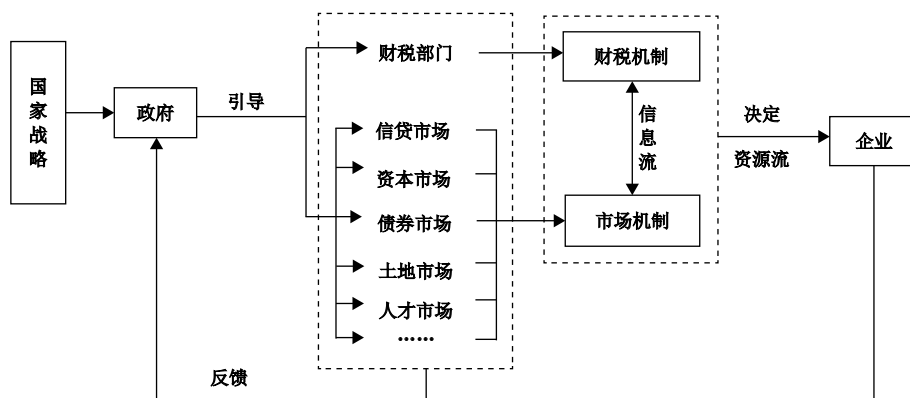 国家战略
政府
引导
财税部门
信贷市场
资本市场
债券市场
土地市场
人才市场
……
财税机制
信息流
市场机制
决定
资源流
企业
反馈